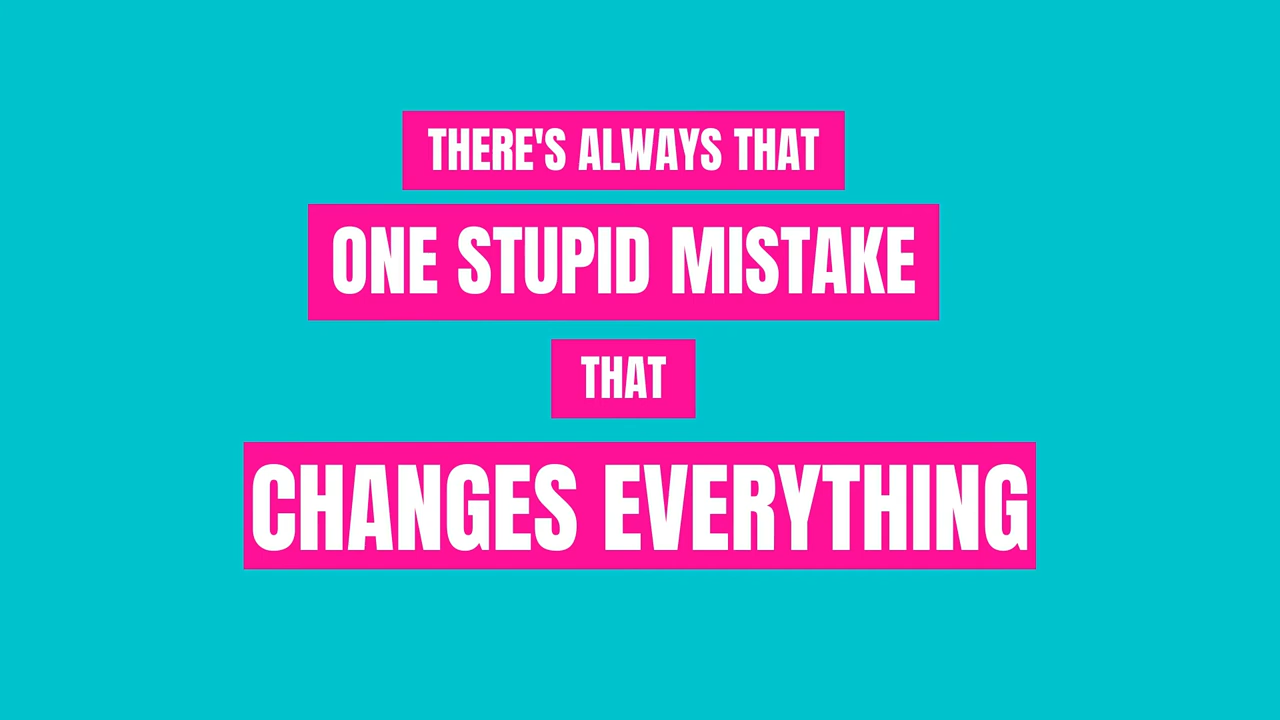 THERE'S ALWAYS THAT
ONE STUPID MISTAKE
THAT
CHANGES EVERYTHING